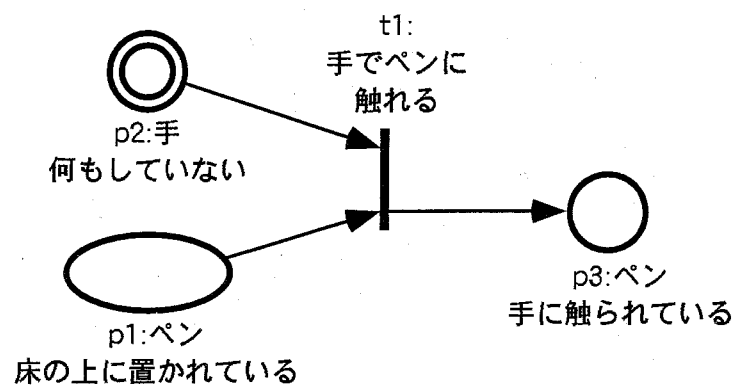 t1:
手でペンに
触れる
p2:手
何もしていない
p3:ペン
手に触られている
p1:ペン
床の上に置かれている